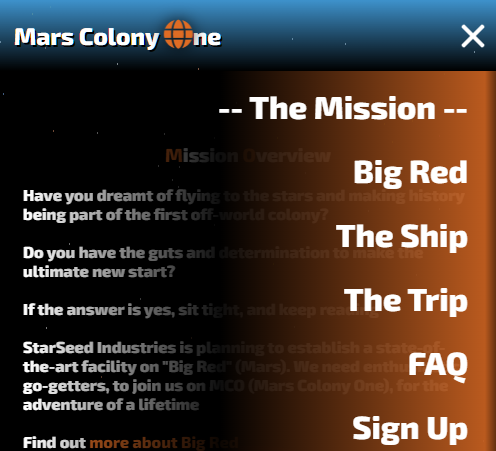 Mars Colony One
-- The Mission --
Big Red
The Ship
The Trip
FAQ
Sign Up
Mission Overview
Have you dreamt of flying to the stars and making history
being part of the first off-world colony?
Do you have the guts and determination to make the
ultimate new start?
If the answer is yes, sit tight, and keep reading
StarSeed Industries is planning to establish a state-of-
the-art facility on "Big Red" (Mars). We need
go-getters, to join us on MCO (Mars Colony One), for the
adventure of a lifetime
Find out more about Big Red